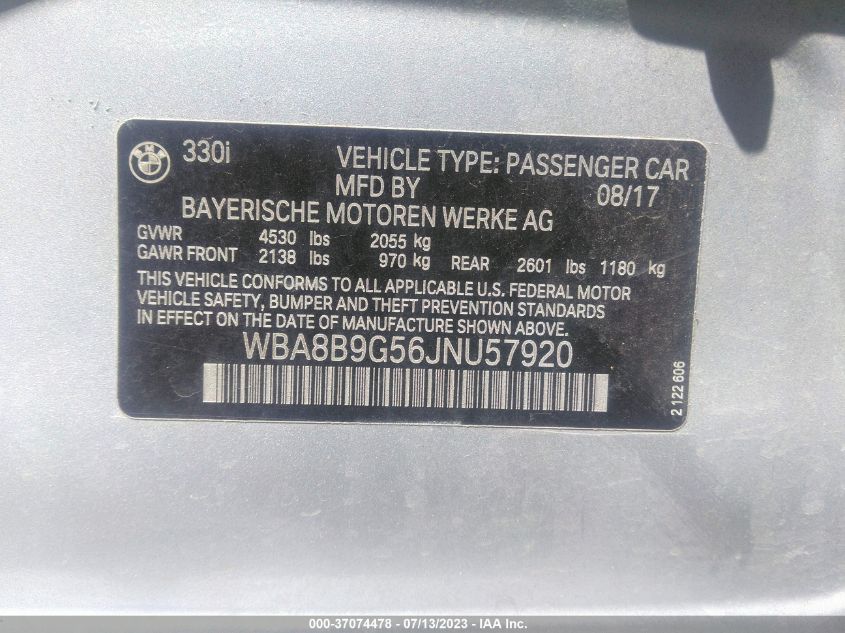 BMW
330i VEHICLE TYPE: PASSENGER CAR
MFD BY 08/17
BAYERISCHE MOTOREN WERKE AG
GVWR 4530 lbs 2055 kg
GAWR FRONT 2138 lbs 970 kg REAR 2601 lbs 1180 kg
THIS VEHICLE CONFORMS TO ALL APPLICABLE U.S. FEDERAL MOTOR
VEHICLE SAFETY, BUMPER AND THEFT PREVENTION STANDARDS
IN EFFECT ON THE DATE OF MANUFACTURE SHOWN ABOVE.
WBA8B9G56JNU57920
2 122 606
000-37074478 - 07/13/2023 - IAA Inc.